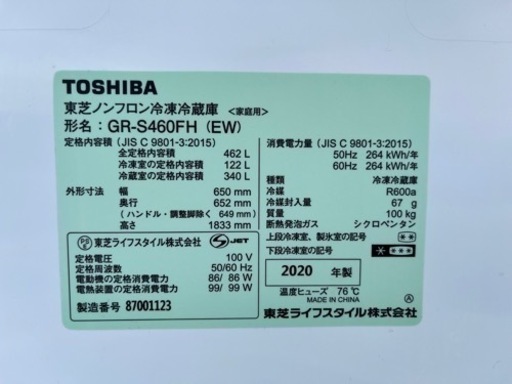 TOSHIBA
東芝ノンフロン冷凍冷蔵庫 <家庭用>
形名：GR-S460FH (EW)
定格内容積 (JIS C 9801-3:2015)
全定格内容積 462 L
冷凍室の定格内容積 122 L
冷蔵室の定格内容積 340 L
外形寸法 幅 650 mm
奥行 652 mm
(ハンドル・調整脚除く 649 mm)
高さ 1833 mm
PS E 東芝ライフスタイル株式会社 S-JET
定格電圧 100 V
定格周波数 50/60 Hz
電動機の定格消費電力 86/ 86 W
電熱装置の定格消費電力 99/ 99 W
製造番号 87001123
消費電力量 (JIS C 9801-3:2015)
50Hz 264 kWh/年
60Hz 264 kWh/年
種類 冷凍冷蔵庫
冷媒 R600a
冷媒封入量 67 g
質量 100 kg
断熱発泡ガス シクロペンタン
上段冷凍室、製氷室の記号
下段冷凍室の記号
2020 年製
温度ヒューズ 76℃
MADE IN CHINA
A
東芝ライフスタイル株式会社